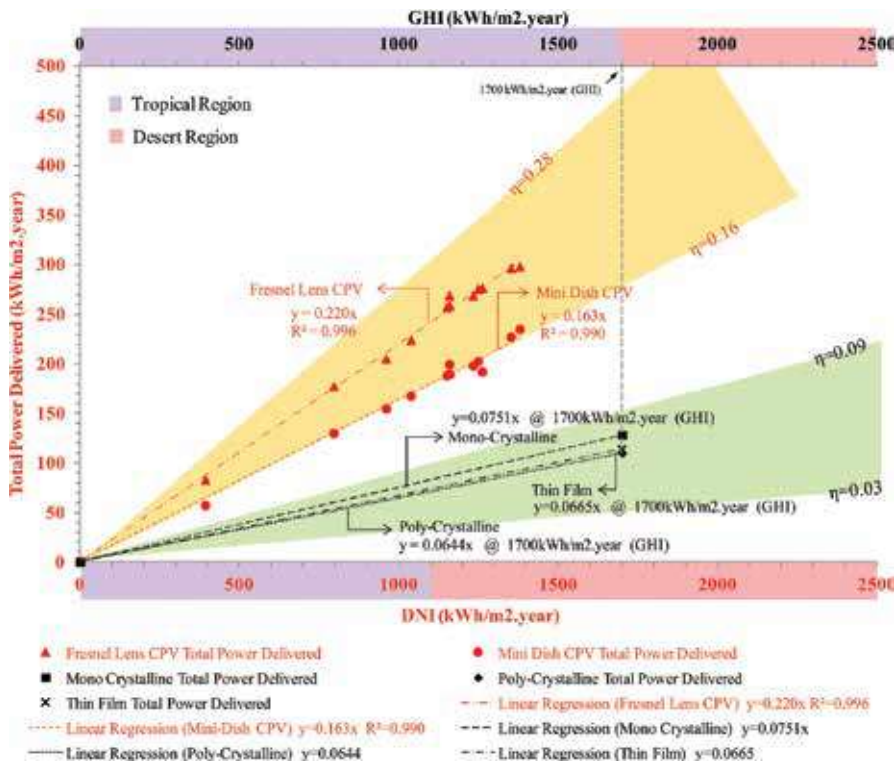 GHI (kWh/m2.year)
0 500 1000 1500 2000 2500
500
450
400
350
300
250
200
150
100
50
0
Total Power Delivered (kWh/m2.year)
1700kWh/m2.year (GHI)
Tropical Region
Desert Region
η=0.28
η=0.16
Fresnel Lens CPV
y = 0.220x
R² = 0.996
Mini Dish CPV
y = 0.163x
R² = 0.990
η=0.09
y=0.0751x @ 1700kWh/m2.year (GHI)
Mono-Crystalline
Thin Film
y=0.0665x @ 1700kWh/m2.year (GHI)
η=0.03
Poly-Crystalline
y = 0.0644x @ 1700kWh/m2.year (GHI)
0 500 1000 1500 2000 2500
DNI (kWh/m2.year)
Fresnel Lens CPV Total Power Delivered
Mini Dish CPV Total Power Delivered
Mono Crystalline Total Power Delivered
Poly-Crystalline Total Power Delivered
Thin Film Total Power Delivered
Linear Regression (Fresnel Lens CPV) y=0.220x R²=0.996
Linear Regression (Mini-Dish CPV) y=0.163x R²=0.990
Linear Regression (Mono Crystalline) y=0.0751x
Linear Regression (Poly-Crystalline) y=0.0644
Linear Regression (Thin Film) y=0.0665